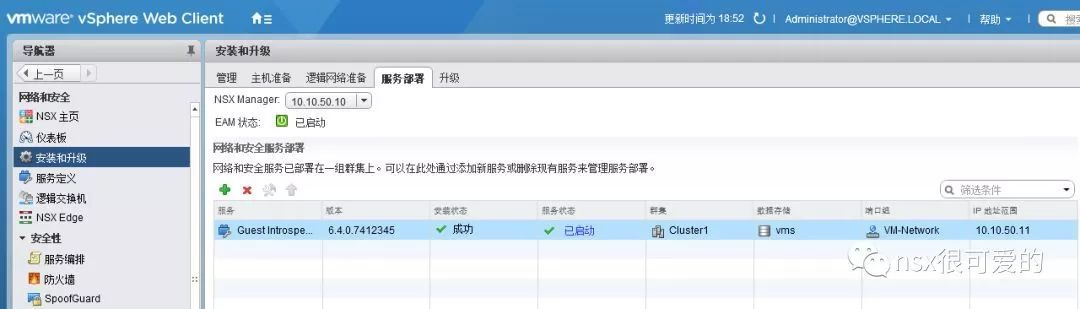 vmware® vSphere Web Client 更新时间为 18:52 Administrator@VSPHERE.LOCAL 帮助
导航器
上一页
网络和安全
NSX 主页
仪表板
安装和升级
服务定义
逻辑交换机
NSX Edge
安全性
服务编排
防火墙
SpoofGuard
安装和升级
管理 主机准备 逻辑网络准备 服务部署 升级
NSX Manager: 10.10.50.10
EAM 状态: 已启动
网络和安全服务部署
网络和安全服务已部署在一组群集上。可以在此处通过添加新服务或删除现有服务来管理服务部署。
筛选条件
服务 版本 安装状态 服务状态 群集 数据存储 端口组 IP 地址范围
Guest Introspe... 6.4.0.7412345 成功 已启动 Cluster1 vms VM-Network 10.10.50.11
nsx很可爱的